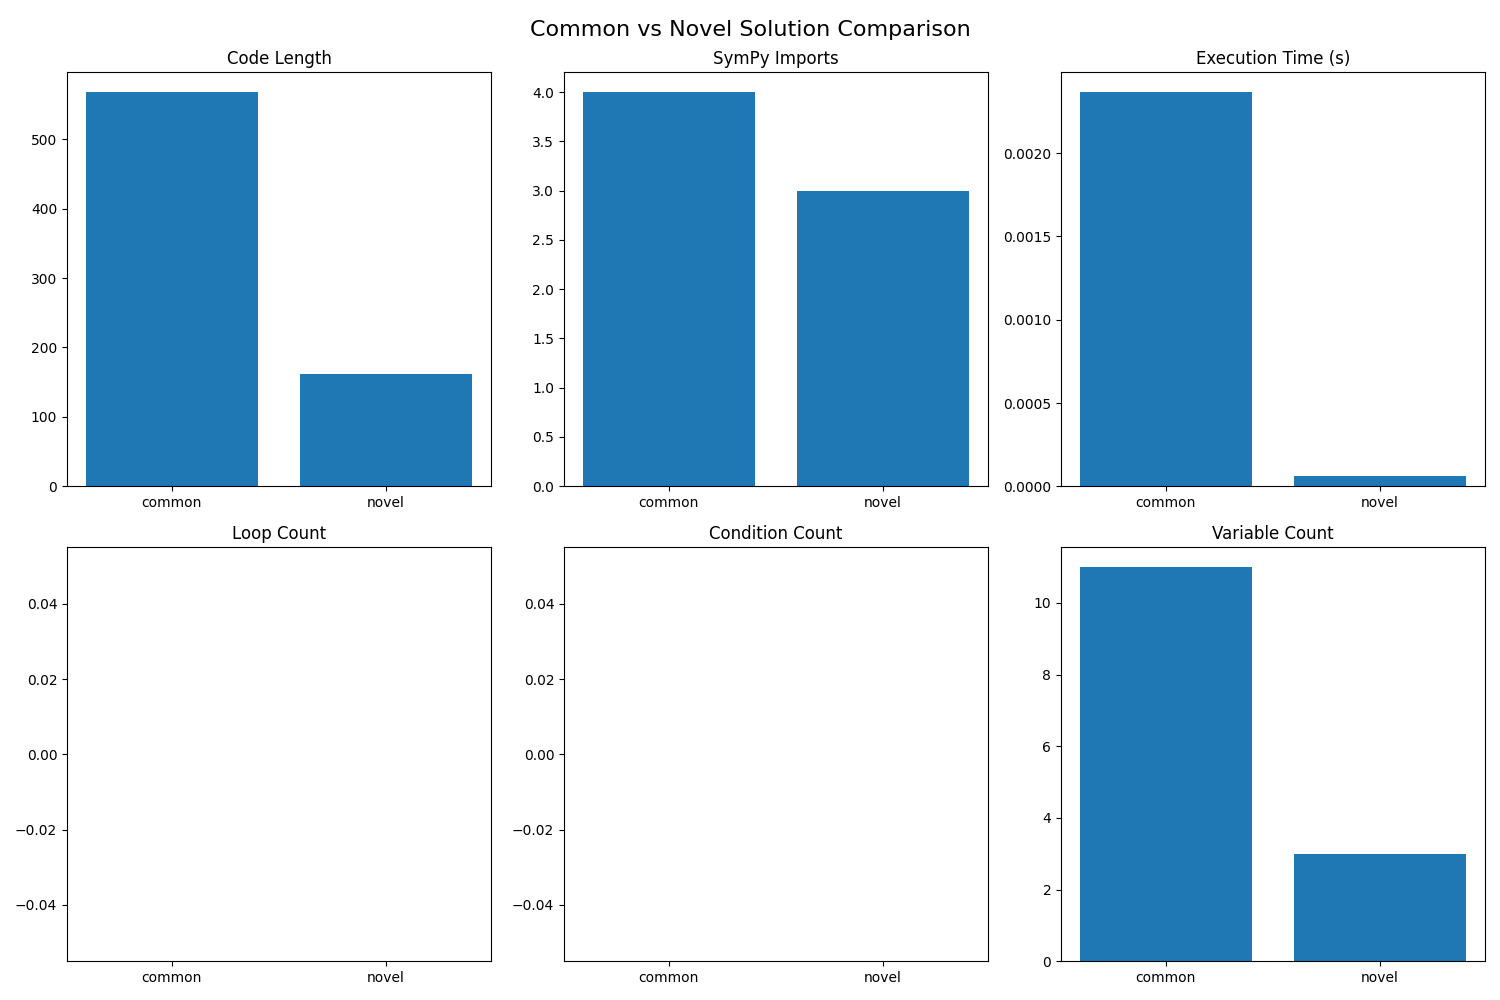 Common vs Novel Solution Comparison
Code Length
500
400
300
200
100
0
common novel
SymPy Imports
4.0
3.5
3.0
2.5
2.0
1.5
1.0
0.5
0.0
common novel
Execution Time (s)
0.0020
0.0015
0.0010
0.0005
0.0000
common novel
Loop Count
0.04
0.02
0.00
−0.02
−0.04
common novel
Condition Count
0.04
0.02
0.00
−0.02
−0.04
common novel
Variable Count
10
8
6
4
2
0
common novel